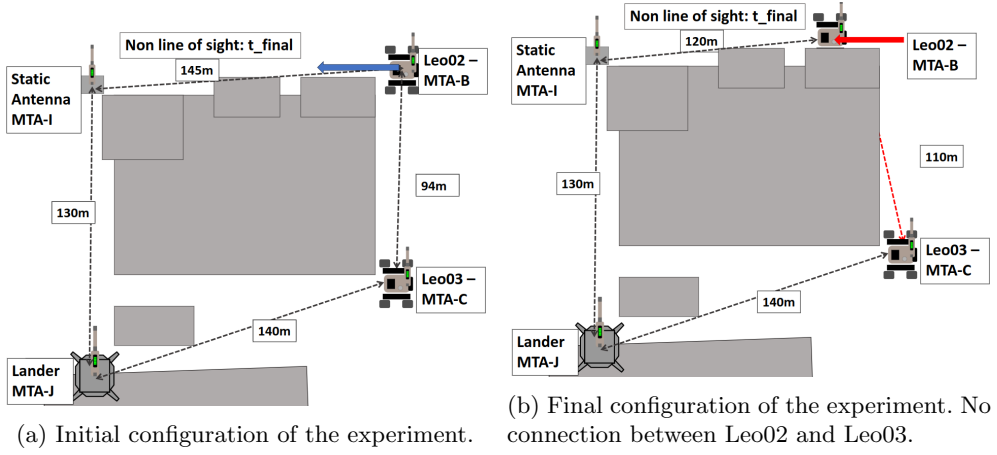 Non line of sight: t_final
145m
Leo02 –
MTA-B
Static
Antenna
MTA-I
94m
130m
Leo03 –
MTA-C
140m
Lander
MTA-J
(a) Initial configuration of the experiment.
Non line of sight: t_final
120m
Leo02 –
MTA-B
Static
Antenna
MTA-I
110m
130m
Leo03 –
MTA-C
140m
Lander
MTA-J
(b) Final configuration of the experiment. No
connection between Leo02 and Leo03.